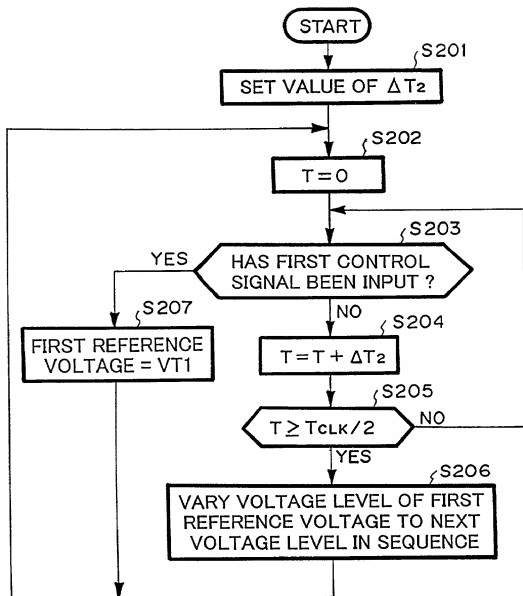 START
S201
SET VALUE OF ΔT2
S202
T=0
S203
YES
HAS FIRST CONTROL
SIGNAL BEEN INPUT ?
S207
NO
S204
FIRST REFERENCE
VOLTAGE = VT1
T=T+ΔT2
S205
T≥TCLK/2
NO
YES
S206
VARY VOLTAGE LEVEL OF FIRST
REFERENCE VOLTAGE TO NEXT
VOLTAGE LEVEL IN SEQUENCE